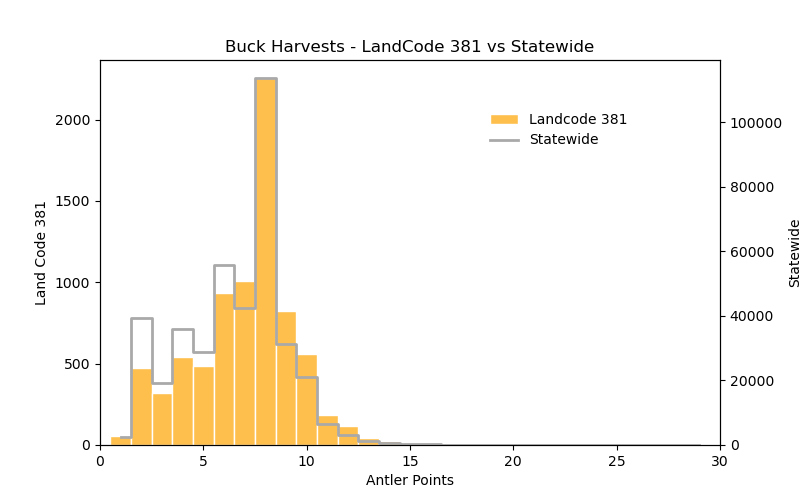 Buck Harvests - LandCode 381 vs Statewide
Land Code 381
2000
1500
1000
500
0
Landcode 381
Statewide
100000
80000
60000
40000
20000
0
Statewide
0 5 10 15 20 25 30
Antler Points